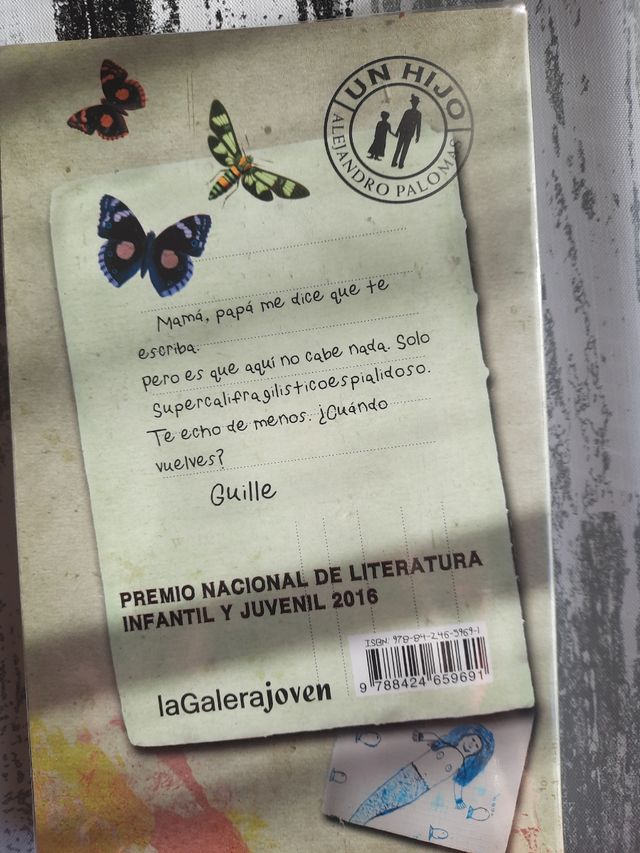 UN HIJO
ALEJANDRO PALOMAS
Mamá, papá me dice que te
escriba.
pero es que aquí no cabe nada. Solo
Supercalifragilisticoespialidoso.
Te echo de menos. ¿Cuándo
vuelves?
Guille
PREMIO NACIONAL DE LITERATURA
INFANTIL Y JUVENIL 2016
ISBN: 978-84-246-5969-1
9 788424 659691
laGalerajoven